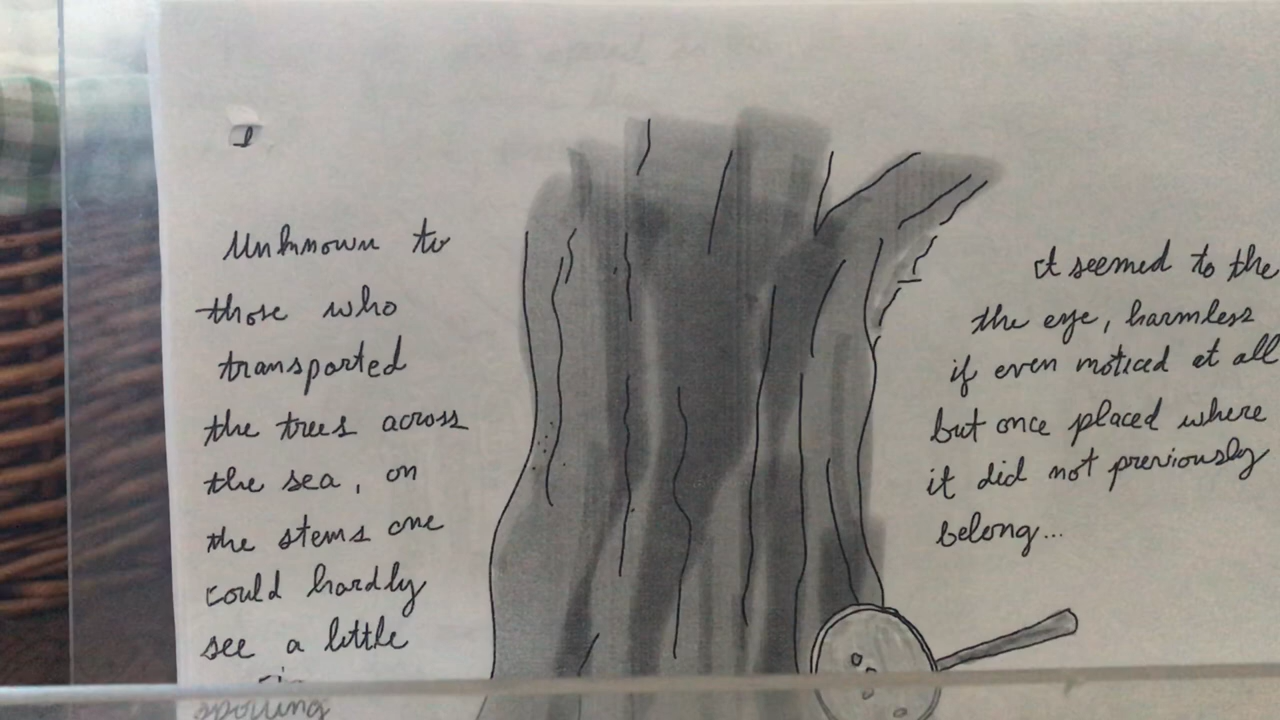 1
Unknown to
those who
transported
the trees across
the sea, on
the stems one
could hardly
see a little
spotting
It seemed to the
the eye, harmless
if even noticed at all
but once placed where
it did not previously
belong...